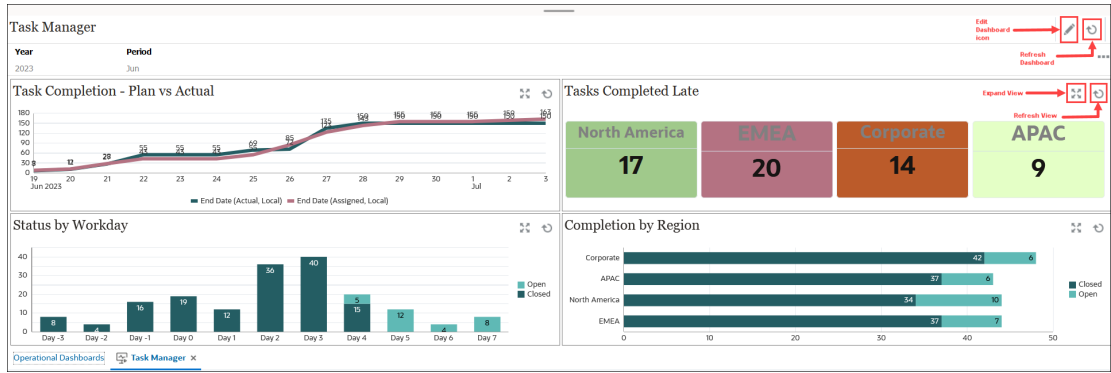 Task Manager
Edit
Dashboard
icon
Year Period
2023 Jun
Refresh
Dashboard
Task Completion - Plan vs Actual
180
150
120
90
60
30
0
12 28 55 55 55 69 85 135 150 150 155 150 155 150 155 150 159 150 163 150
19 20 21 22 23 24 25 26 27 28 29 30 1 2 3
Jun 2023 Jul
End Date (Actual, Local) End Date (Assigned, Local)
Tasks Completed Late
Expand View
Refresh View
North America EMEA Corporate APAC
17 20 14 9
Status by Workday
40
30
20
10
0
8 4 16 19 12 36 40 5 15 12 4 8
Day -3 Day -2 Day -1 Day 0 Day 1 Day 2 Day 3 Day 4 Day 5 Day 6 Day 7
Open
Closed
Completion by Region
Corporate 42 6
APAC 37 6
North America 34 10
EMEA 37 7
0 10 20 30 40 50
Closed
Open
Operational Dashboards Task Manager ×